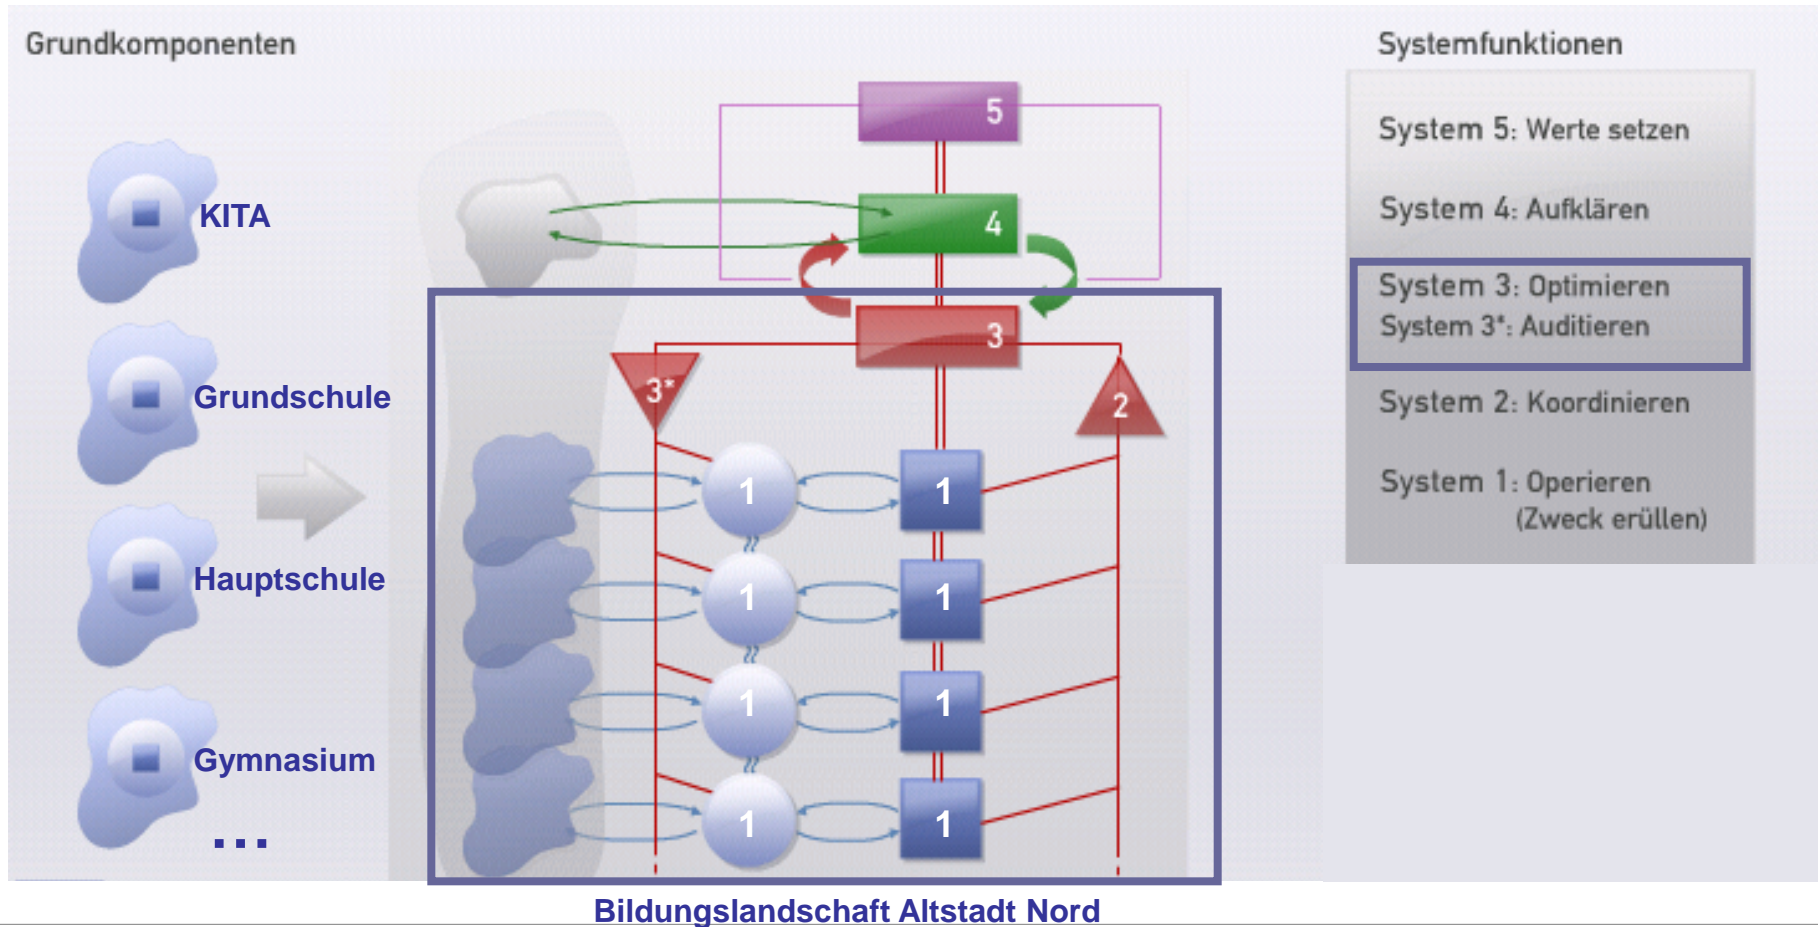 Grundkomponenten
Systemfunktionen
KITA
Grundschule
Hauptschule
Gymnasium
...
5
4
3
3*
2
1
1
1
1
1
1
1
1
System 5: Werte setzen
System 4: Aufklären
System 3: Optimieren
System 3*: Auditieren
System 2: Koordinieren
System 1: Operieren
(Zweck erüllen)
Bildungslandschaft Altstadt Nord